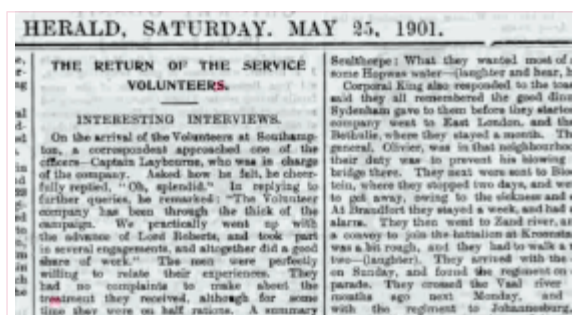 HERALD, SATURDAY. MAY 25, 1901.
THE RETURN OF THE SERVICE
VOLUNTEERS.
INTERESTING INTERVIEWS.
On the arrival of the Volunteers at Southamp-
ton, a correspondent approached one of the
officers—Captain Laybourne, who was in charge
of the company. Asked how he felt, he cheer-
fully replied, "Oh, splendid." In replying to
further queries, he remarked: "The Volunteer
company has been through the thick of the
campaign. We practically went up with
the advance of Lord Roberts, and took part
in several engagements, and altogether did a good
share of work." The men were perfectly
willing to relate their experiences. They
had no complaints to make about the
treatment they received, although for some
time they were on half rations. A summary
Sculthorpe: What they wanted most of
some Hopwas water—(laughter and hear, h
Corporal King also responded to the toas
said they all remembered the good dinn
Sydenham gave to them before they started
company went to East London, and the
Bethulie, where they stayed a month. Th
general, Olivier, was in that neighbourhoo
their duty was to prevent his blowing
bridge there. They next were sent to Bloe
tein, where they stopped two days, and we
to get away, owing to the sickness and
At Brandfort they stayed a week, and had
alarms. They then went to Zand river, an
a convoy to join the battalion at Kroonsta
was a bit rough, and they had to walk a
two—(laughter). They arrived with the
on Sunday, and found the regiment on
parade. They crossed the Vaal river
months ago next Monday, and
with the regiment to Johannesburg,